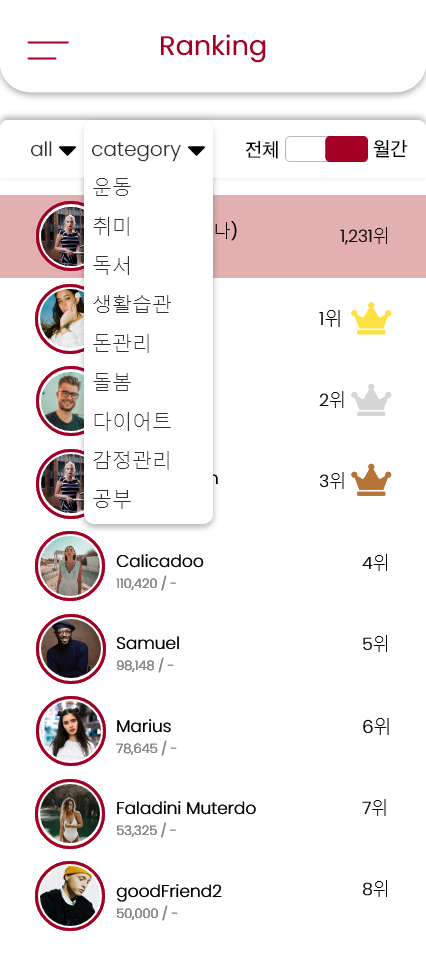 Ranking
all category 전체 월간
운동
취미
나) 1,231위
독서
생활습관
1위
돈관리
돌봄
2위
다이어트
감정관리
3위
공부
Calicadoo 4위
110,420 / -
Samuel 5위
98,148 / -
Marius 6위
78,645 / -
Faladini Muterdo 7위
53,325 / -
goodFriend2 8위
50,000 / -